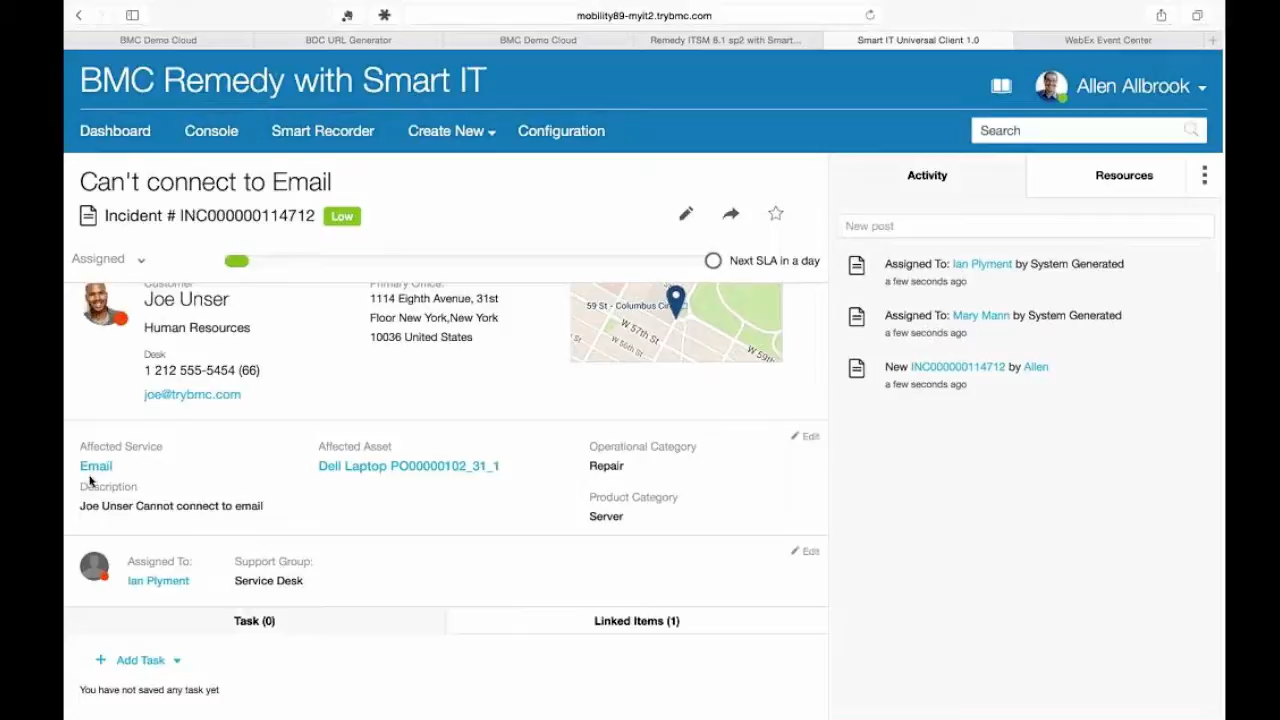 mobility89-myit2.trybmc.com
BMC Demo Cloud
BOC URL Generator
BMC Demo Cloud
Remedy ITSM 8.1 sp2 with Smart...
Smart IT Universal Client 1.0
WebEx Event Center
BMC Remedy with Smart IT
Allen Allbrook
Dashboard
Console
Smart Recorder
Create New
Configuration
Search
Can't connect to Email
Incident # INC000000114712
Low
Assigned
Next SLA in a day
Customer
Joe Unser
Human Resources
Desk
1 212 555-5454 (66)
joe@trybmc.com
Primary Office:
1114 Eighth Avenue, 31st
Floor New York,New York
10036 United States
59 St - Columbus Circ
W 57th St
W 56th St
W 59th
St
Affected Service
Email
Description
Joe Unser Cannot connect to email
Affected Asset
Dell Laptop PO00000102_31_1
Operational Category
Repair
Product Category
Server
Edit
Assigned To:
Ian Plyment
Support Group:
Service Desk
Edit
Task (0)
Linked Items (1)
+ Add Task
You have not saved any task yet
Activity
Resources
New post
Assigned To: Ian Plyment by System Generated
a few seconds ago
Assigned To: Mary Mann by System Generated
a few seconds ago
New INC000000114712 by Allen
a few seconds ago